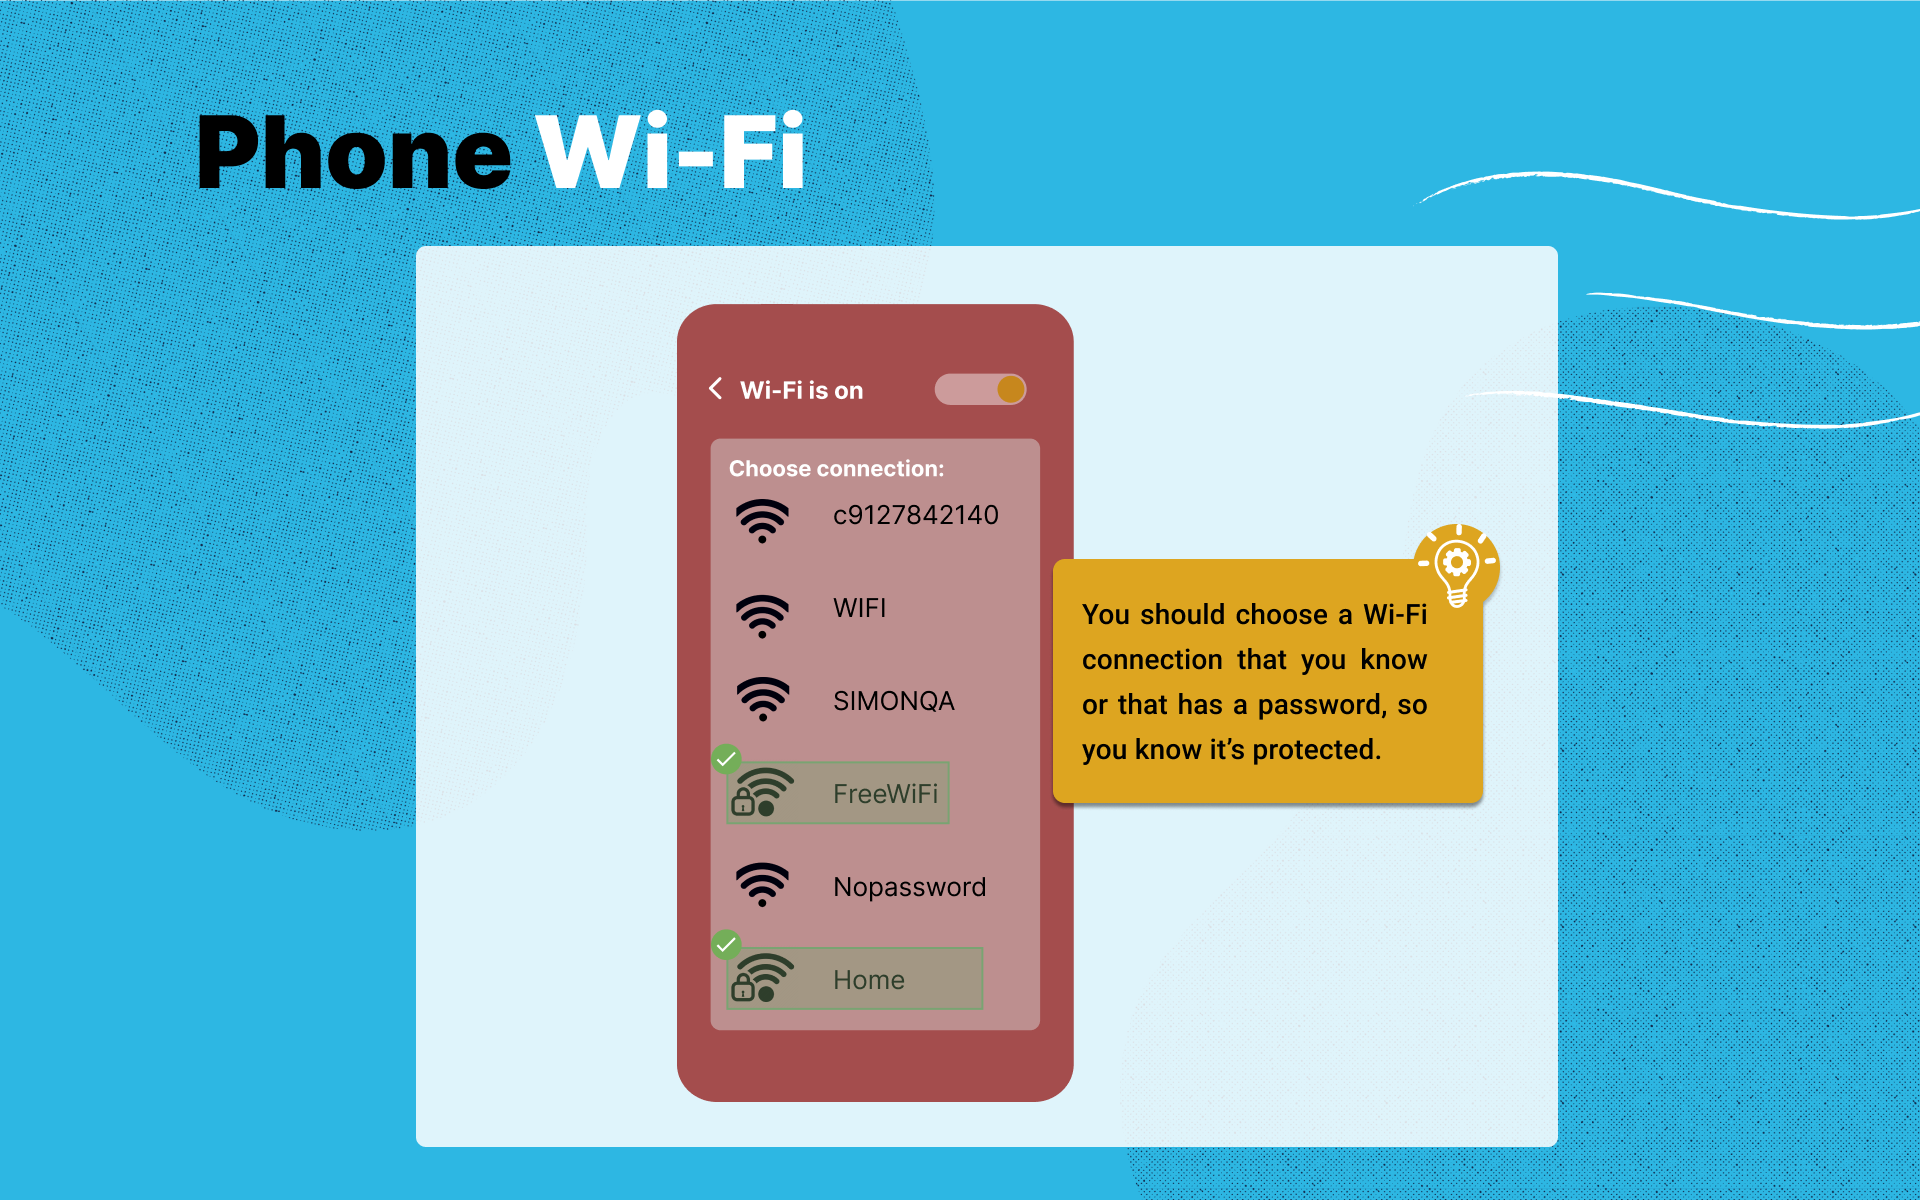 Phone Wi-Fi
Wi-Fi is on
Choose connection:
c9127842140
WIFI
SIMONQA
FreeWiFi
Nopassword
Home
You should choose a Wi-Fi
connection that you know
or that has a password, so
you know it’s protected.